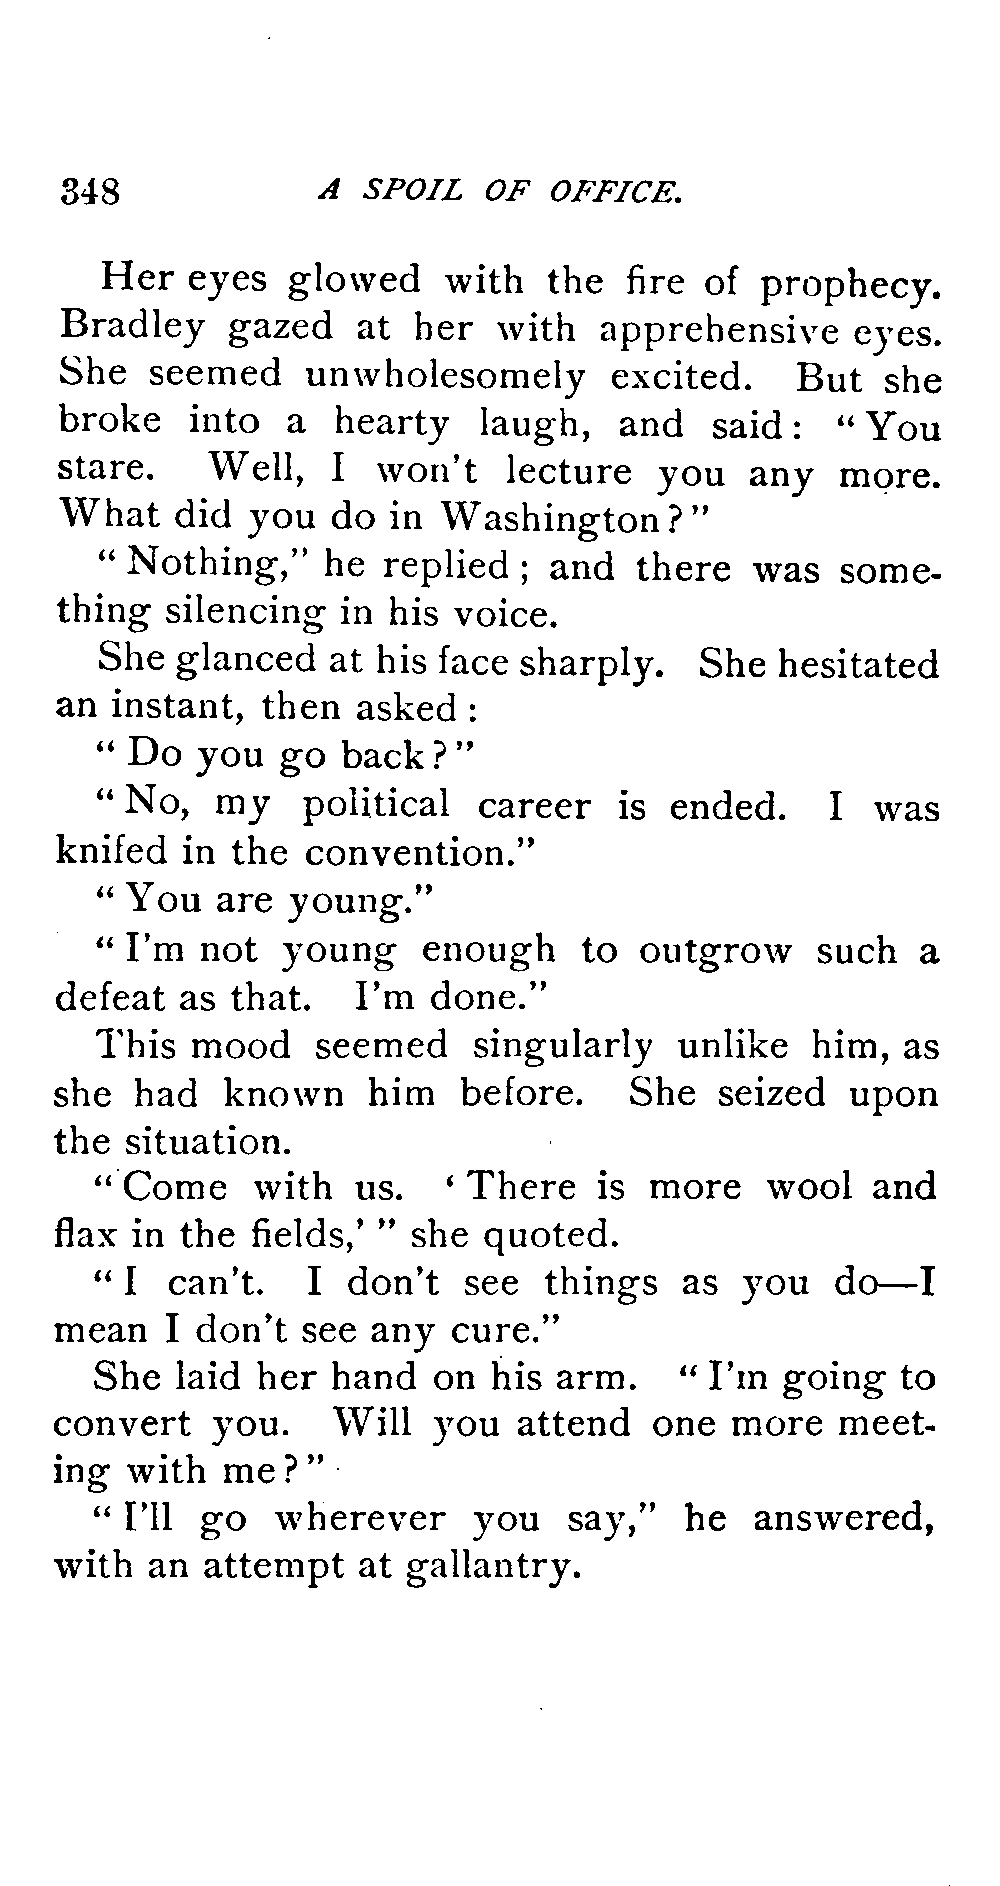 348 A SPOIL OF OFFICE.
Her eyes glowed with the fire of prophecy.
Bradley gazed at her with apprehensive eyes.
She seemed unwholesomely excited. But she
broke into a hearty laugh, and said: “You
stare. Well, I won't lecture you any more.
What did you do in Washington?”
“Nothing,” he replied; and there was some-
thing silencing in his voice.
She glanced at his face sharply. She hesitated
an instant, then asked:
“Do you go back?”
“No, my political career is ended. I was
knifed in the convention.”
“You are young.”
“I'm not young enough to outgrow such a
defeat as that. I'm done.”
This mood seemed singularly unlike him, as
she had known him before. She seized upon
the situation.
“Come with us. ‘There is more wool and
flax in the fields,’” she quoted.
“I can't. I don't see things as you do—I
mean I don't see any cure.”
She laid her hand on his arm. “I'm going to
convert you. Will you attend one more meet-
ing with me?”
“I'll go wherever you say,” he answered,
with an attempt at gallantry.